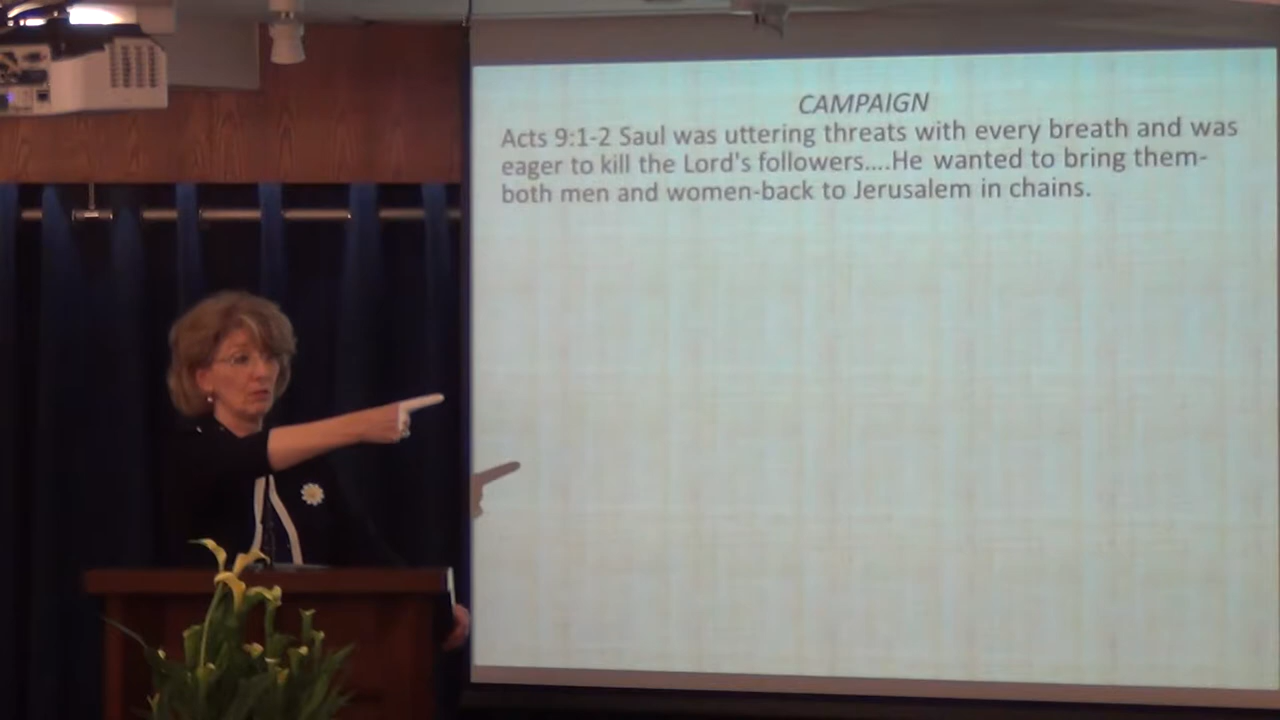 CAMPAIGN
Acts 9:1-2 Saul was uttering threats with every breath and was
eager to kill the Lord's followers....He wanted to bring them-
both men and women-back to Jerusalem in chains.